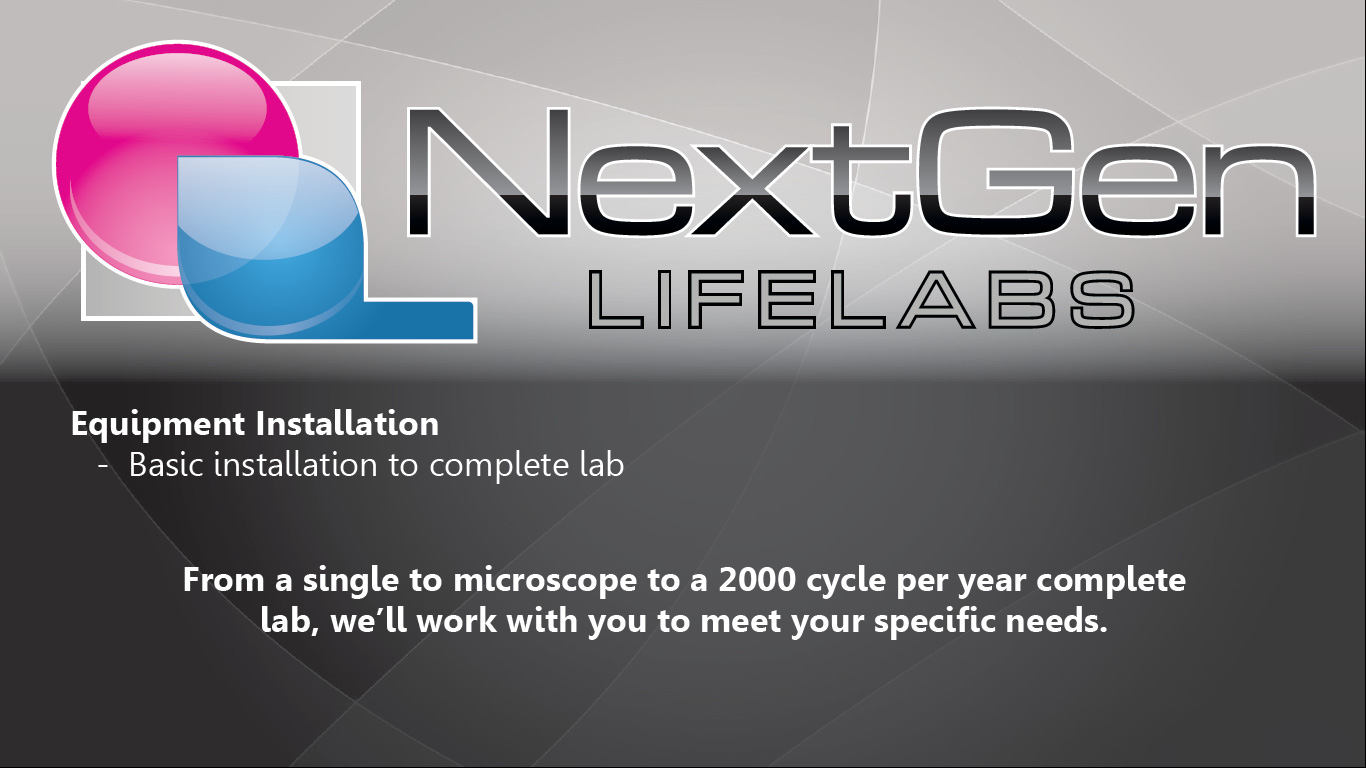 NextGen
LIFELABS
Equipment Installation
- Basic installation to complete lab
From a single to microscope to a 2000 cycle per year complete
lab, we’ll work with you to meet your specific needs.